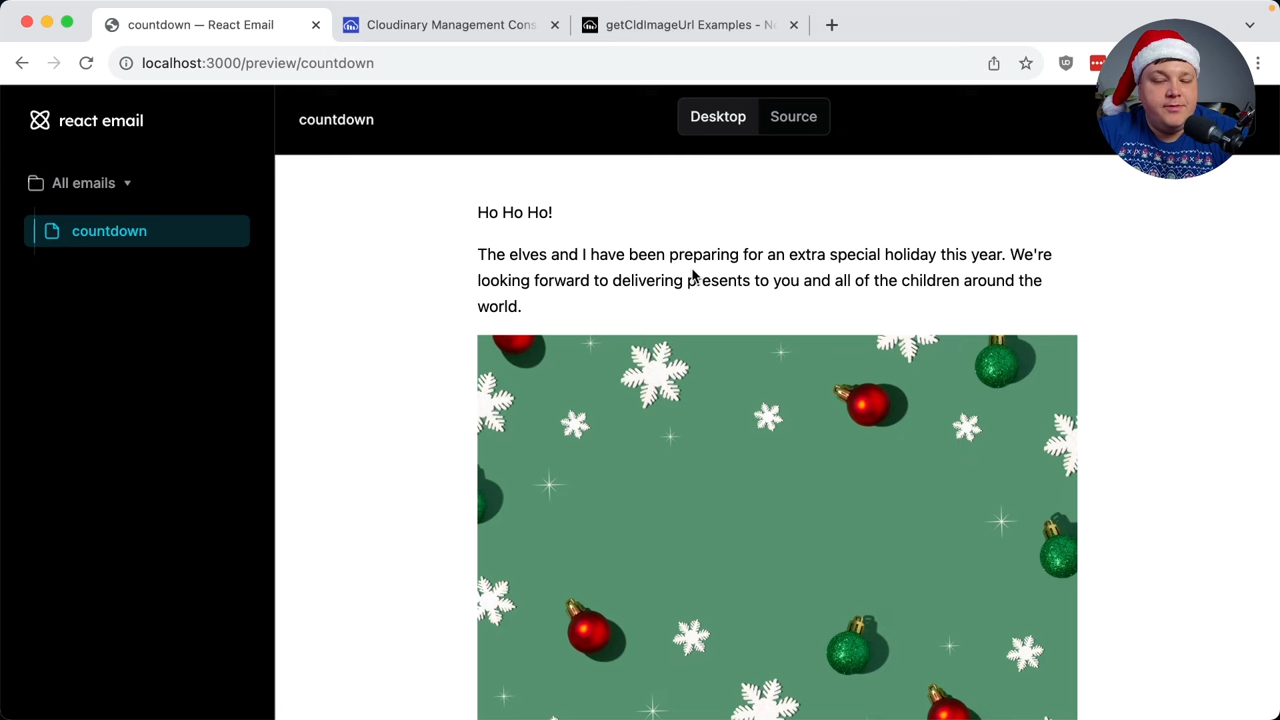 countdown — React Email
Cloudinary Management Cons
getCldImageUrl Examples - Ne
localhost:3000/preview/countdown
react email
countdown
Desktop
Source
All emails
countdown
Ho Ho Ho!
The elves and I have been preparing for an extra special holiday this year. We're
looking forward to delivering presents to you and all of the children around the
world.